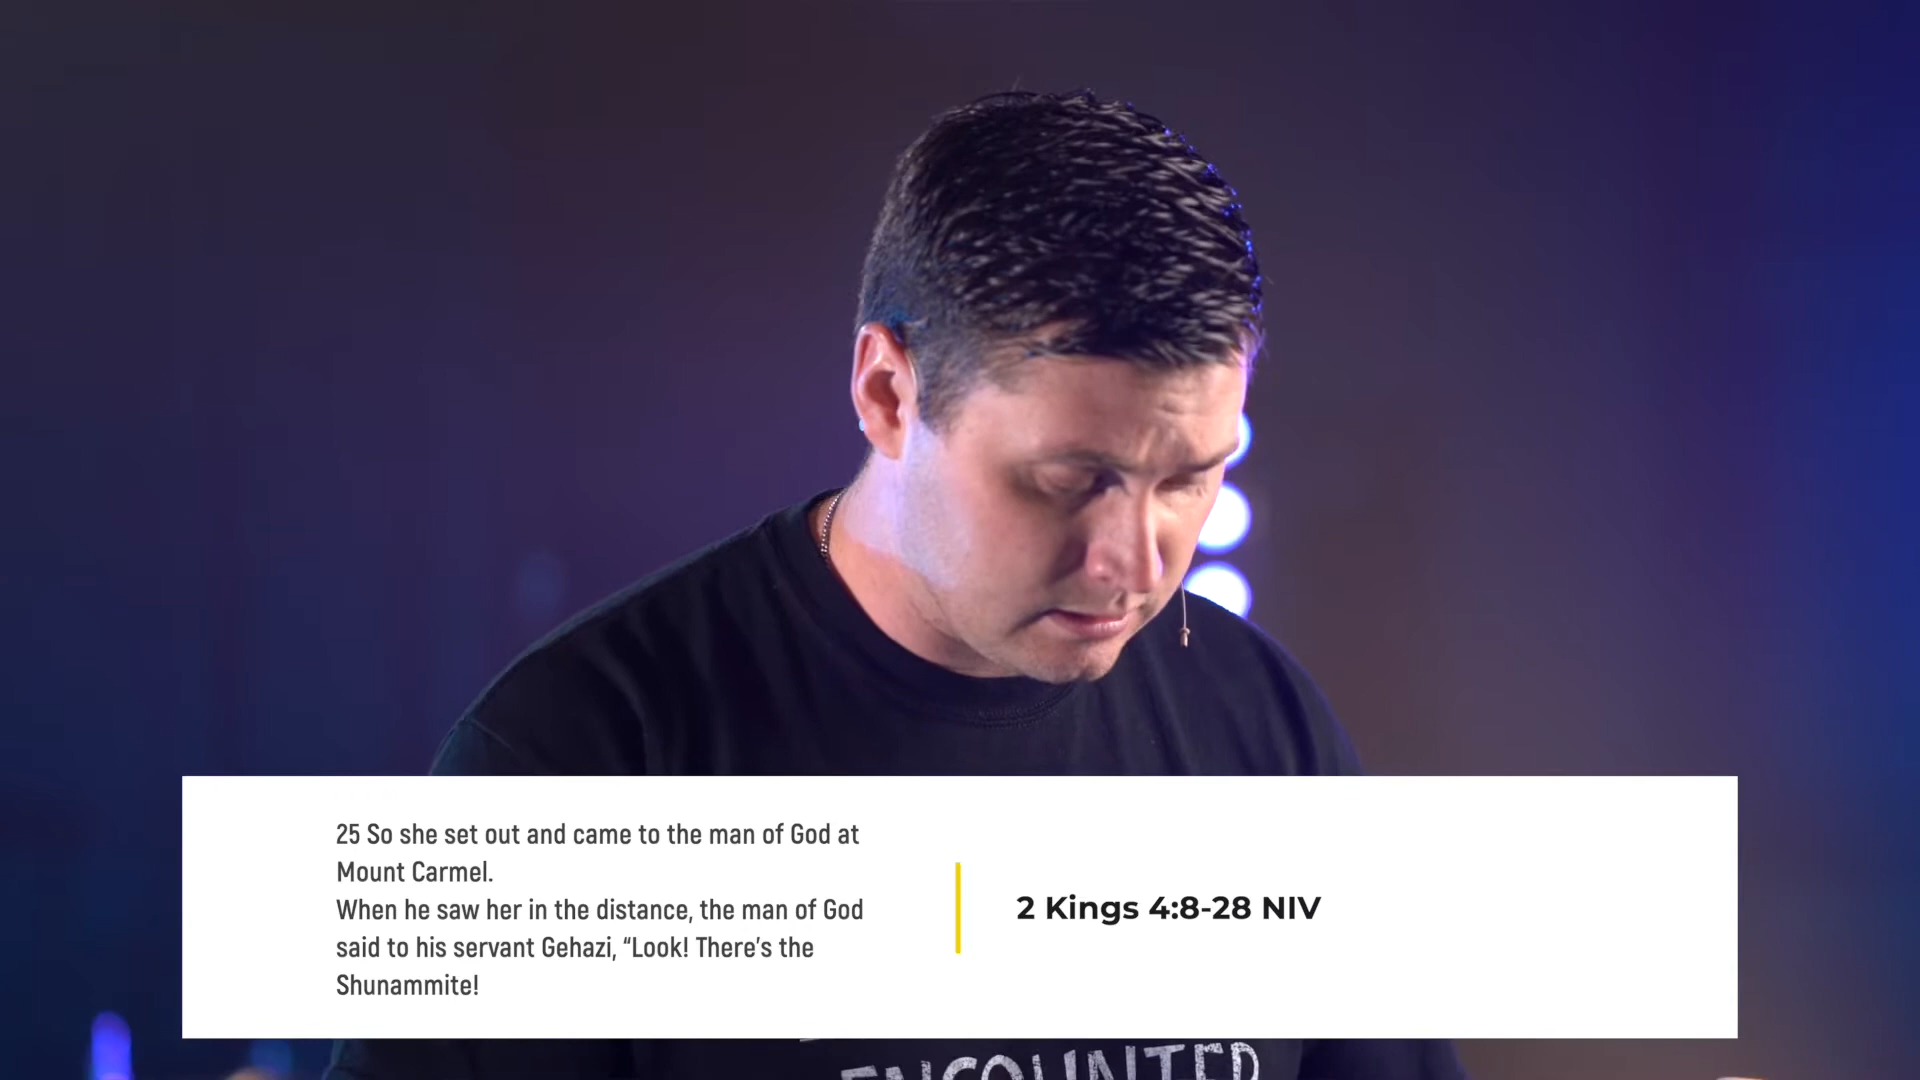 25 So she set out and came to the man of God at
Mount Carmel.
When he saw her in the distance, the man of God
said to his servant Gehazi, “Look! There’s the
Shunammite!
2 Kings 4:8-28 NIV
ENCOUNTER